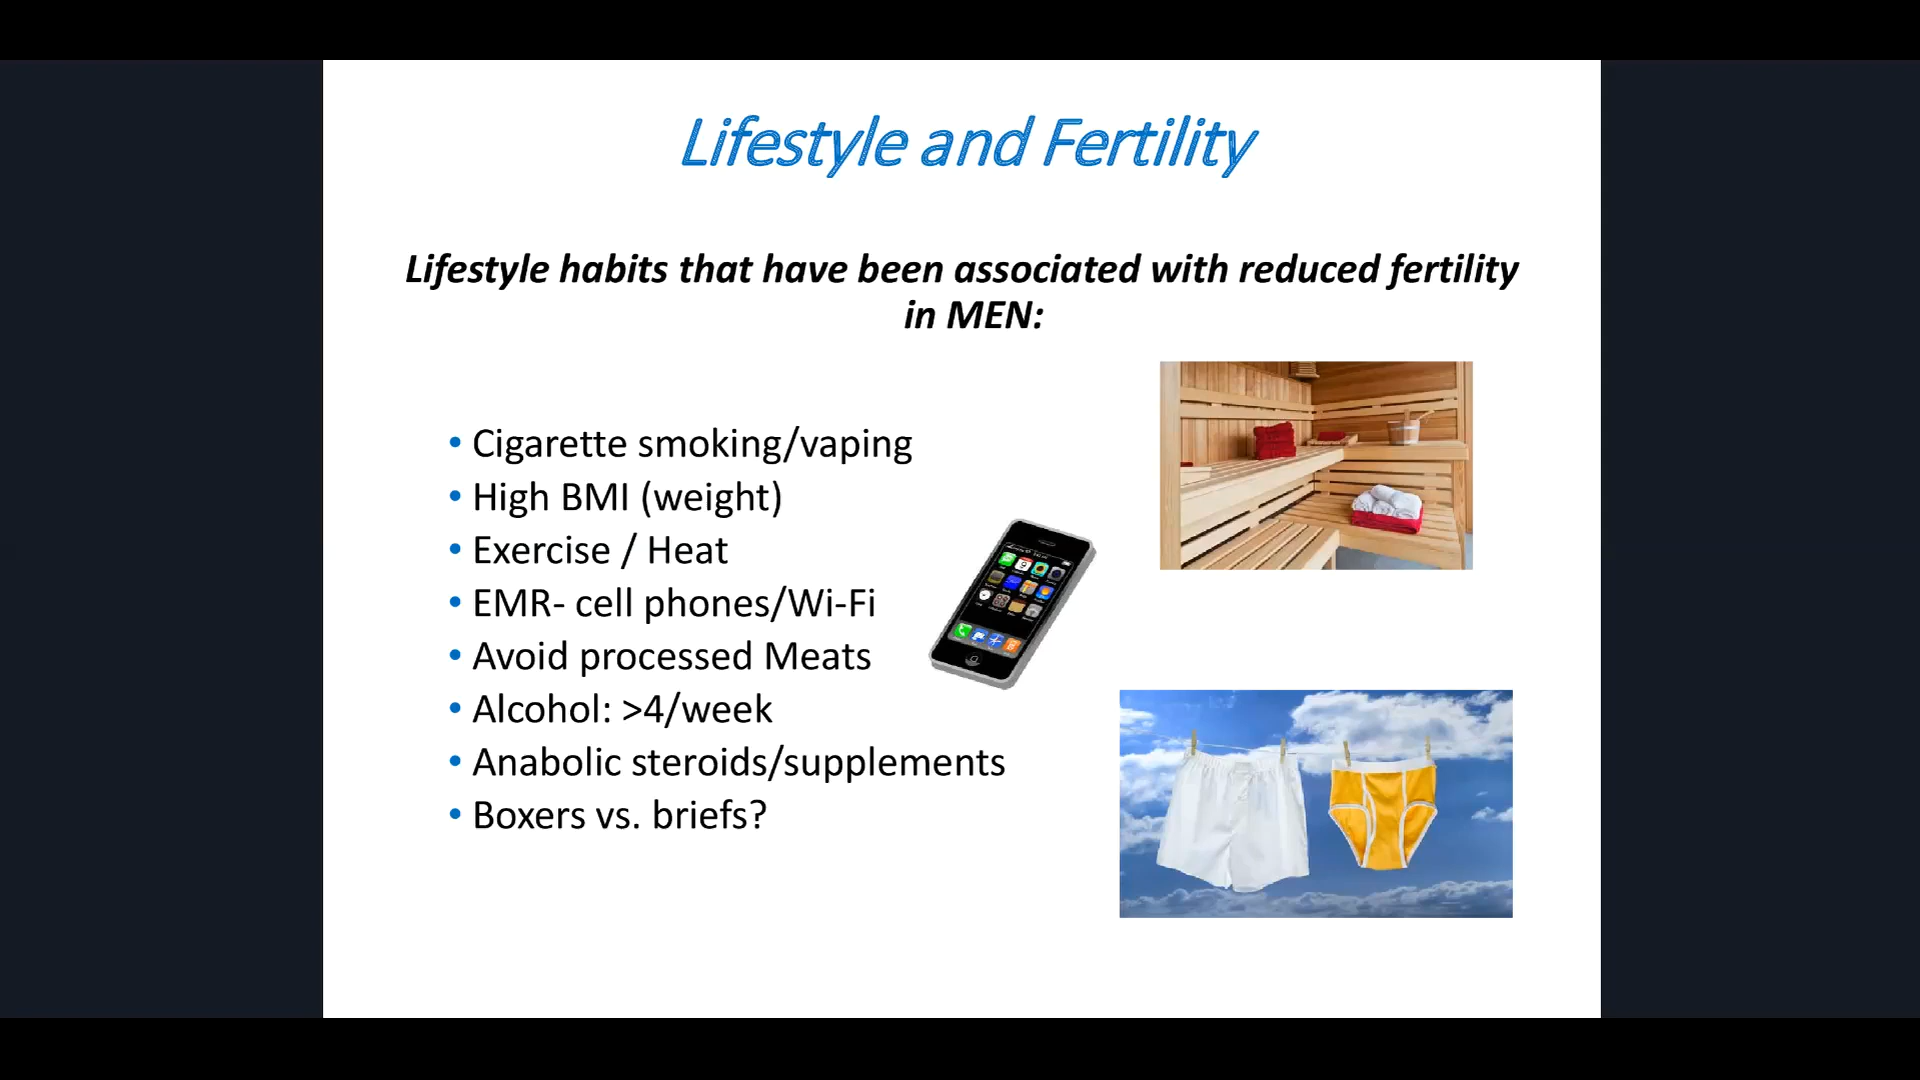 Lifestyle and Fertility
Lifestyle habits that have been associated with reduced fertility
in MEN:
• Cigarette smoking/vaping
• High BMI (weight)
• Exercise / Heat
• EMR- cell phones/Wi-Fi
• Avoid processed Meats
• Alcohol: >4/week
• Anabolic steroids/supplements
• Boxers vs. briefs?